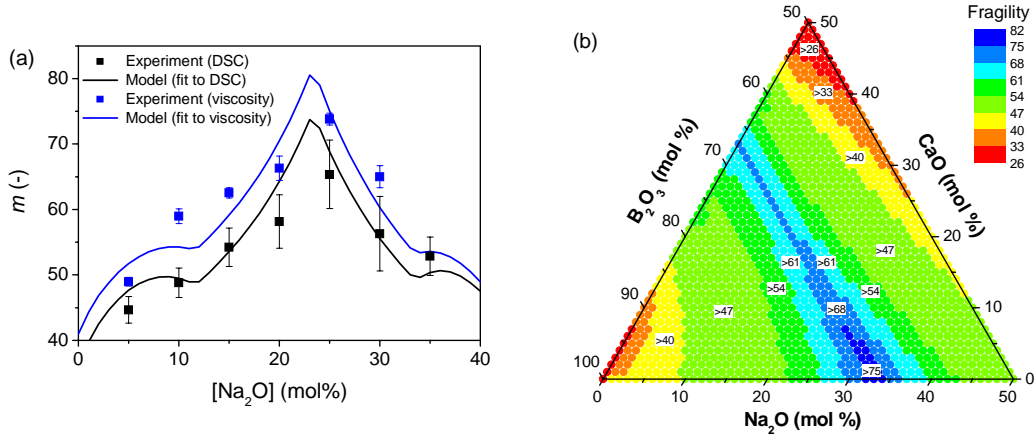 (a)
Experiment (DSC)
Model (fit to DSC)
Experiment (viscosity)
Model (fit to viscosity)
m (-)
80
70
60
50
40
0 10 20 30 40
[Na₂O] (mol%)
(b)
Fragility
82
75
68
61
54
47
40
33
26
B₂O₃ (mol %)
50
60
70
80
90
100
CaO (mol %)
50
40
30
20
10
0
Na₂O (mol %)
0 10 20 30 40 50
>26
>33
>40
>47
>61 >61
>54 >54
>68
>47
>40
>75